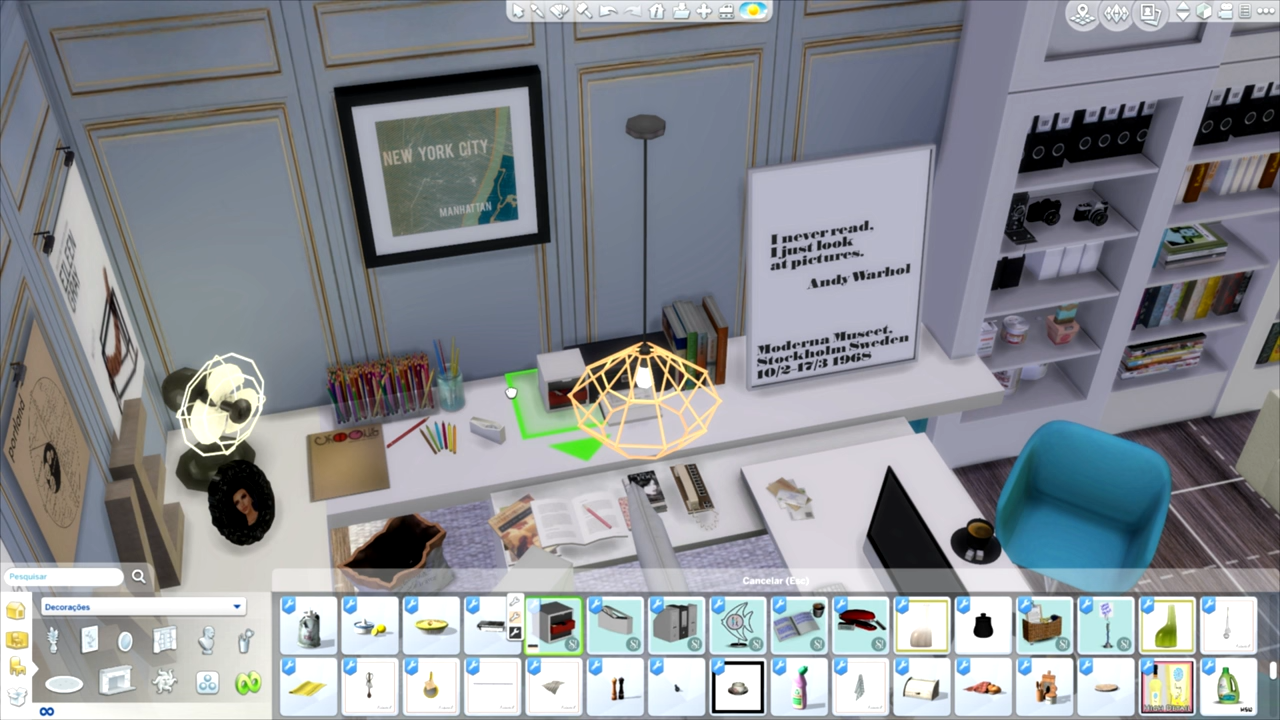 NEW YORK CITY
MANHATTAN
I never read,
I just look
at pictures.
Andy Warhol
Moderna Museet,
Stockholm Sweden
10/2-17/3 1968
portland
Cancelar (Esc)
Pesquisar
Decorações